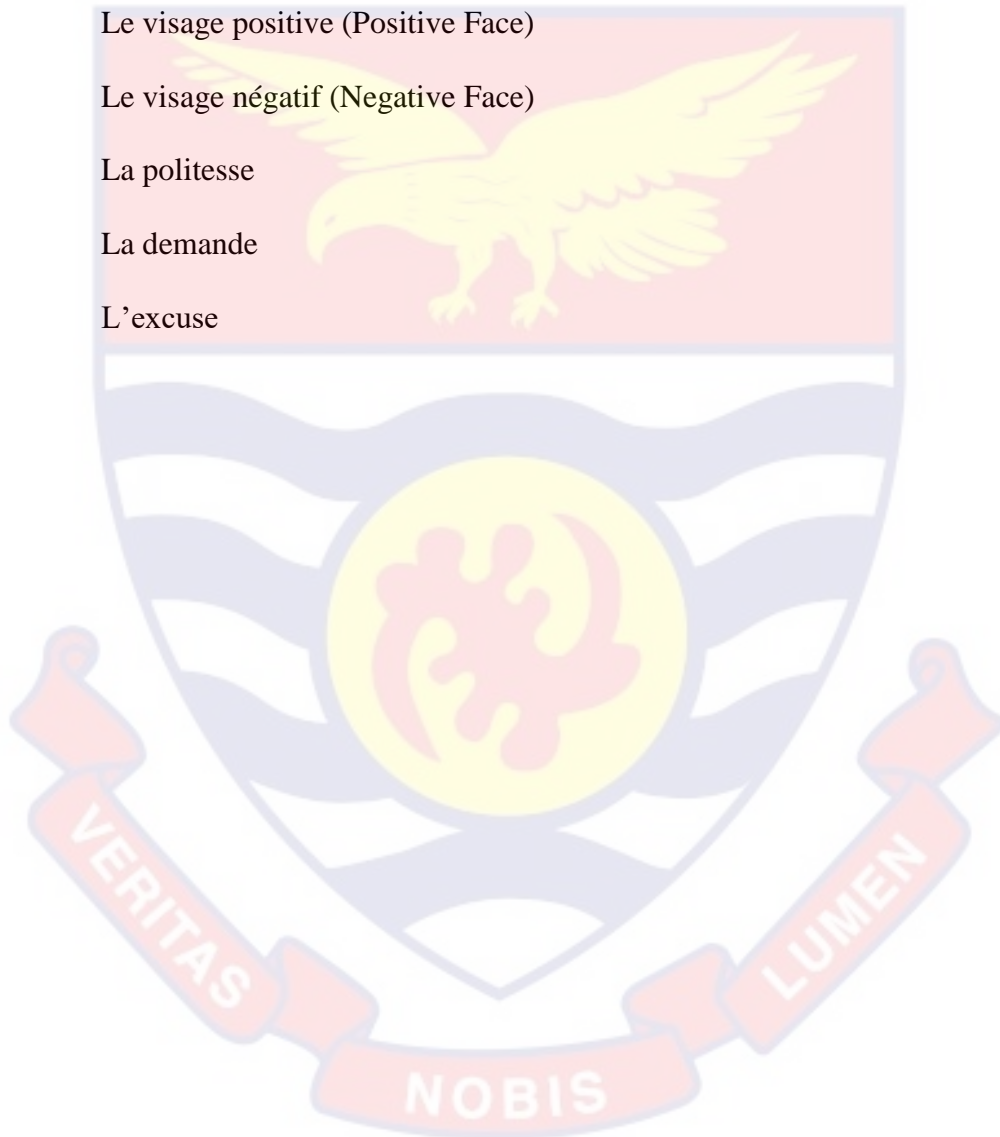 Le visage positive (Positive Face)
Le visage négatif (Negative Face)
La politesse
La demande
L’excuse
VERITAS
NOBIS
LUMEN